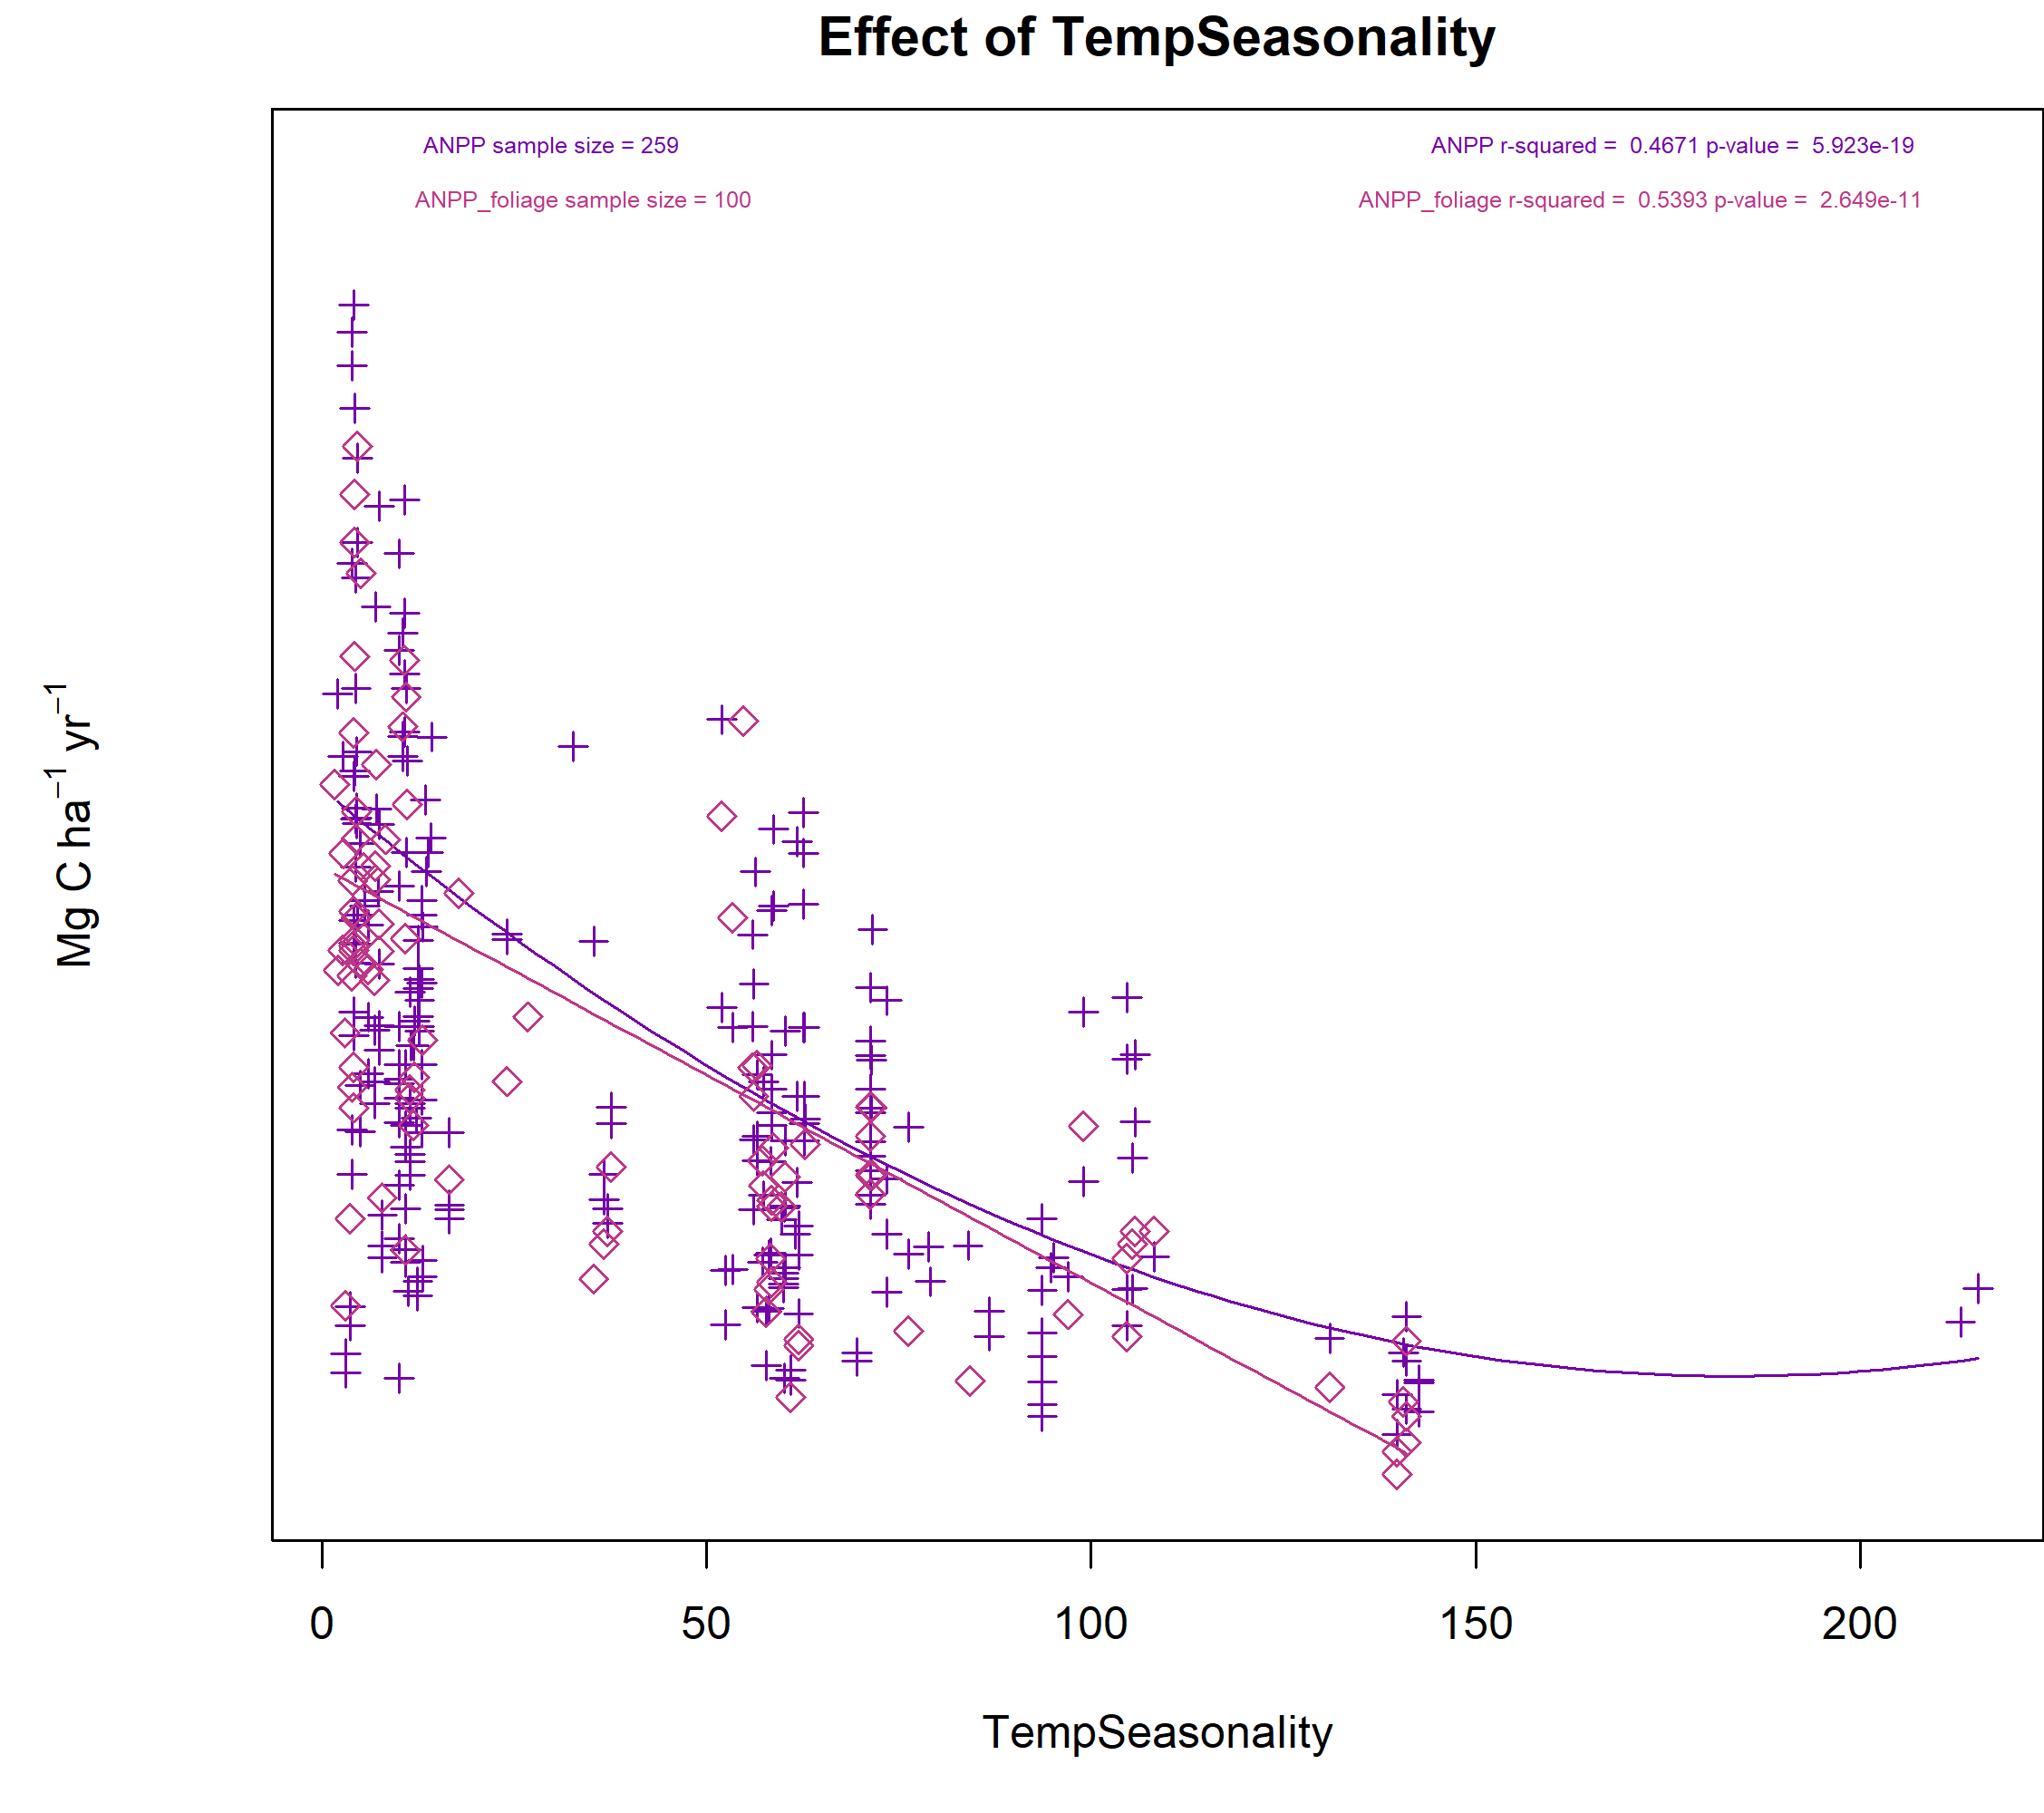 Effect of TempSeasonality
ANPP sample size = 259
ANPP r-squared = 0.4671 p-value = 5.923e-19
ANPP_foliage sample size = 100
ANPP_foliage r-squared = 0.5393 p-value = 2.649e-11
Mg C ha⁻¹ yr⁻¹
0 50 100 150 200
TempSeasonality